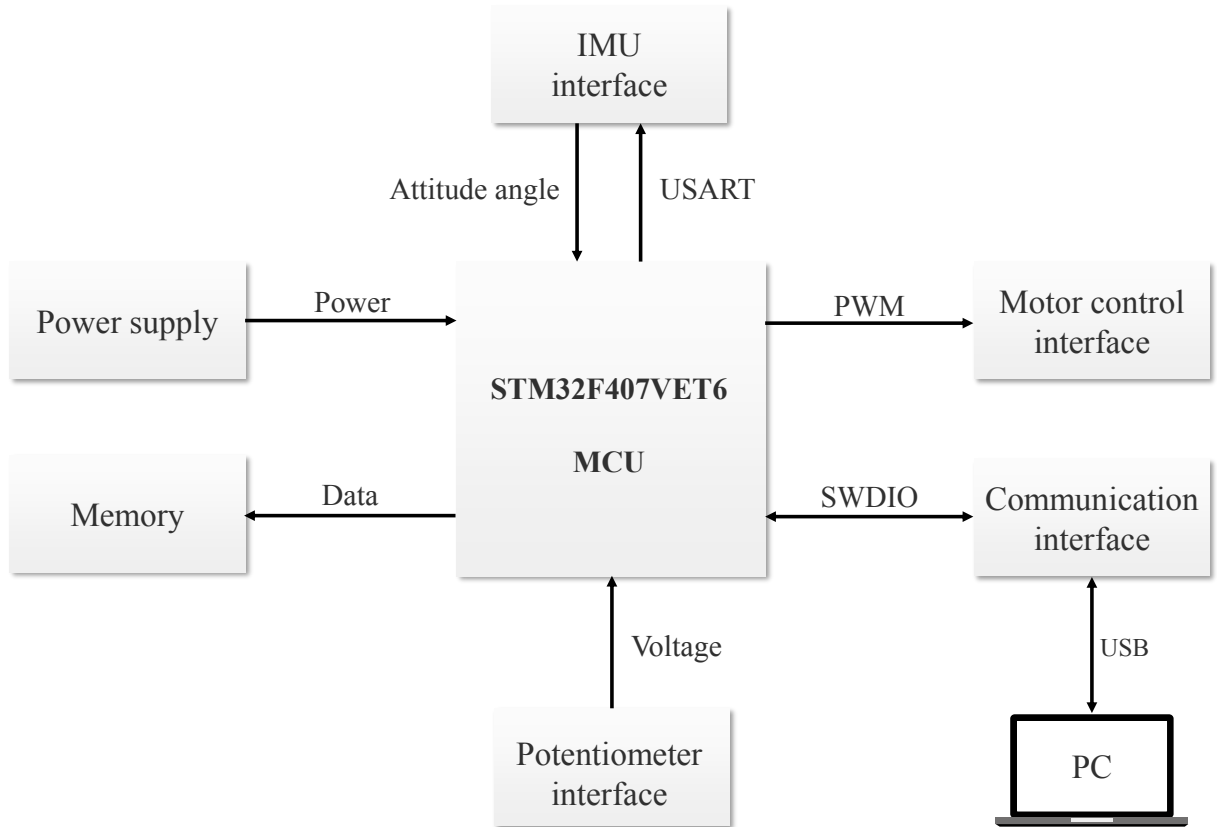 IMU
interface
Attitude angle
USART
Power supply
Power
STM32F407VET6
MCU
PWM
Motor control
interface
Memory
Data
SWDIO
Communication
interface
Voltage
USB
Potentiometer
interface
PC